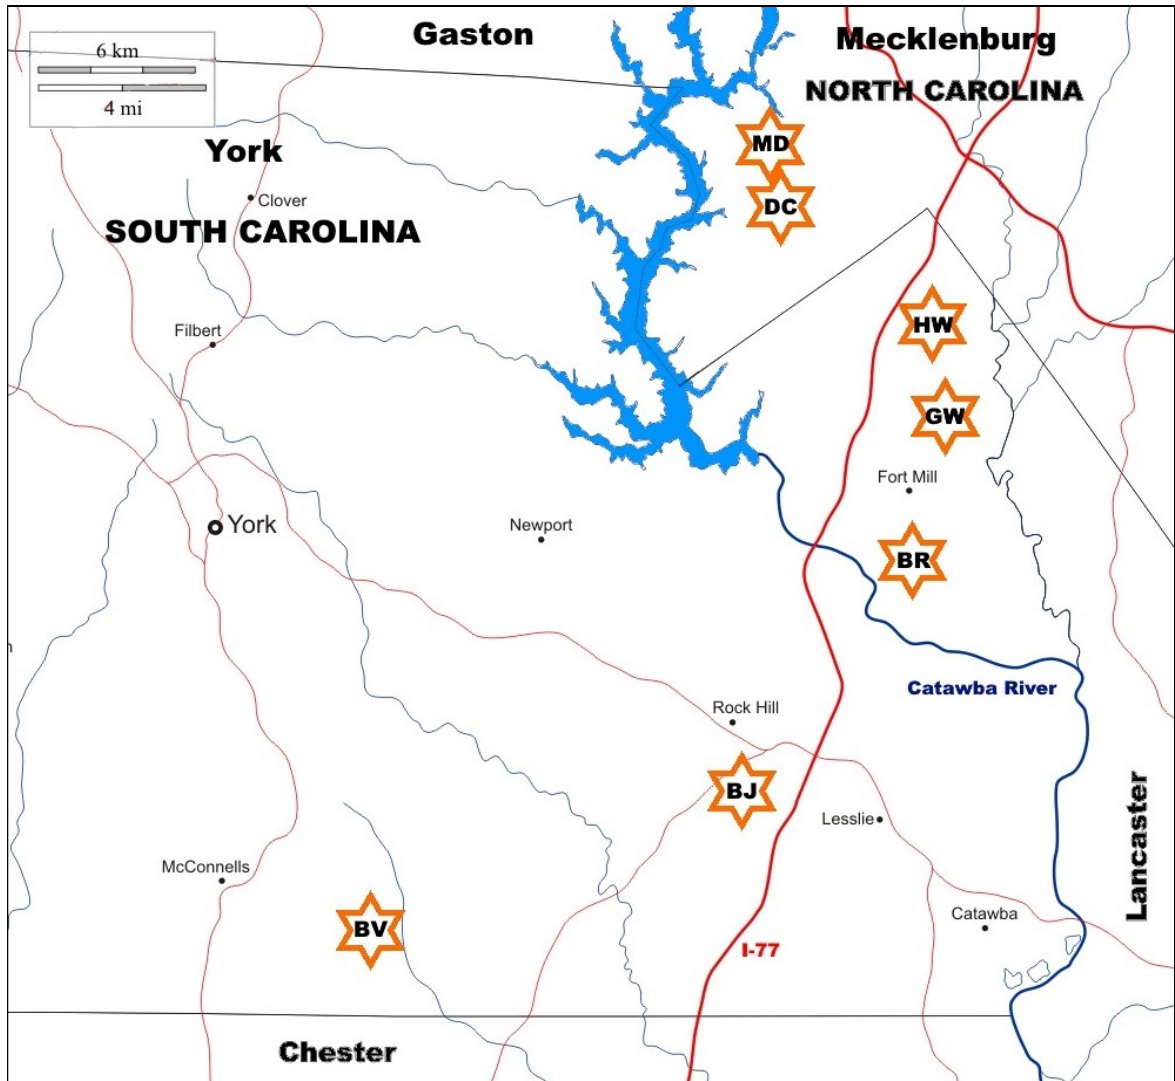 Gaston
Mecklenburg
6 km
4 mi
NORTH CAROLINA
MD
York
Clover
DC
SOUTH CAROLINA
HW
Filbert
GW
Fort Mill
York
Newport
BR
Catawba River
Rock Hill
BJ
Lesslie
Lancaster
McConnells
BV
Catawba
I-77
Chester